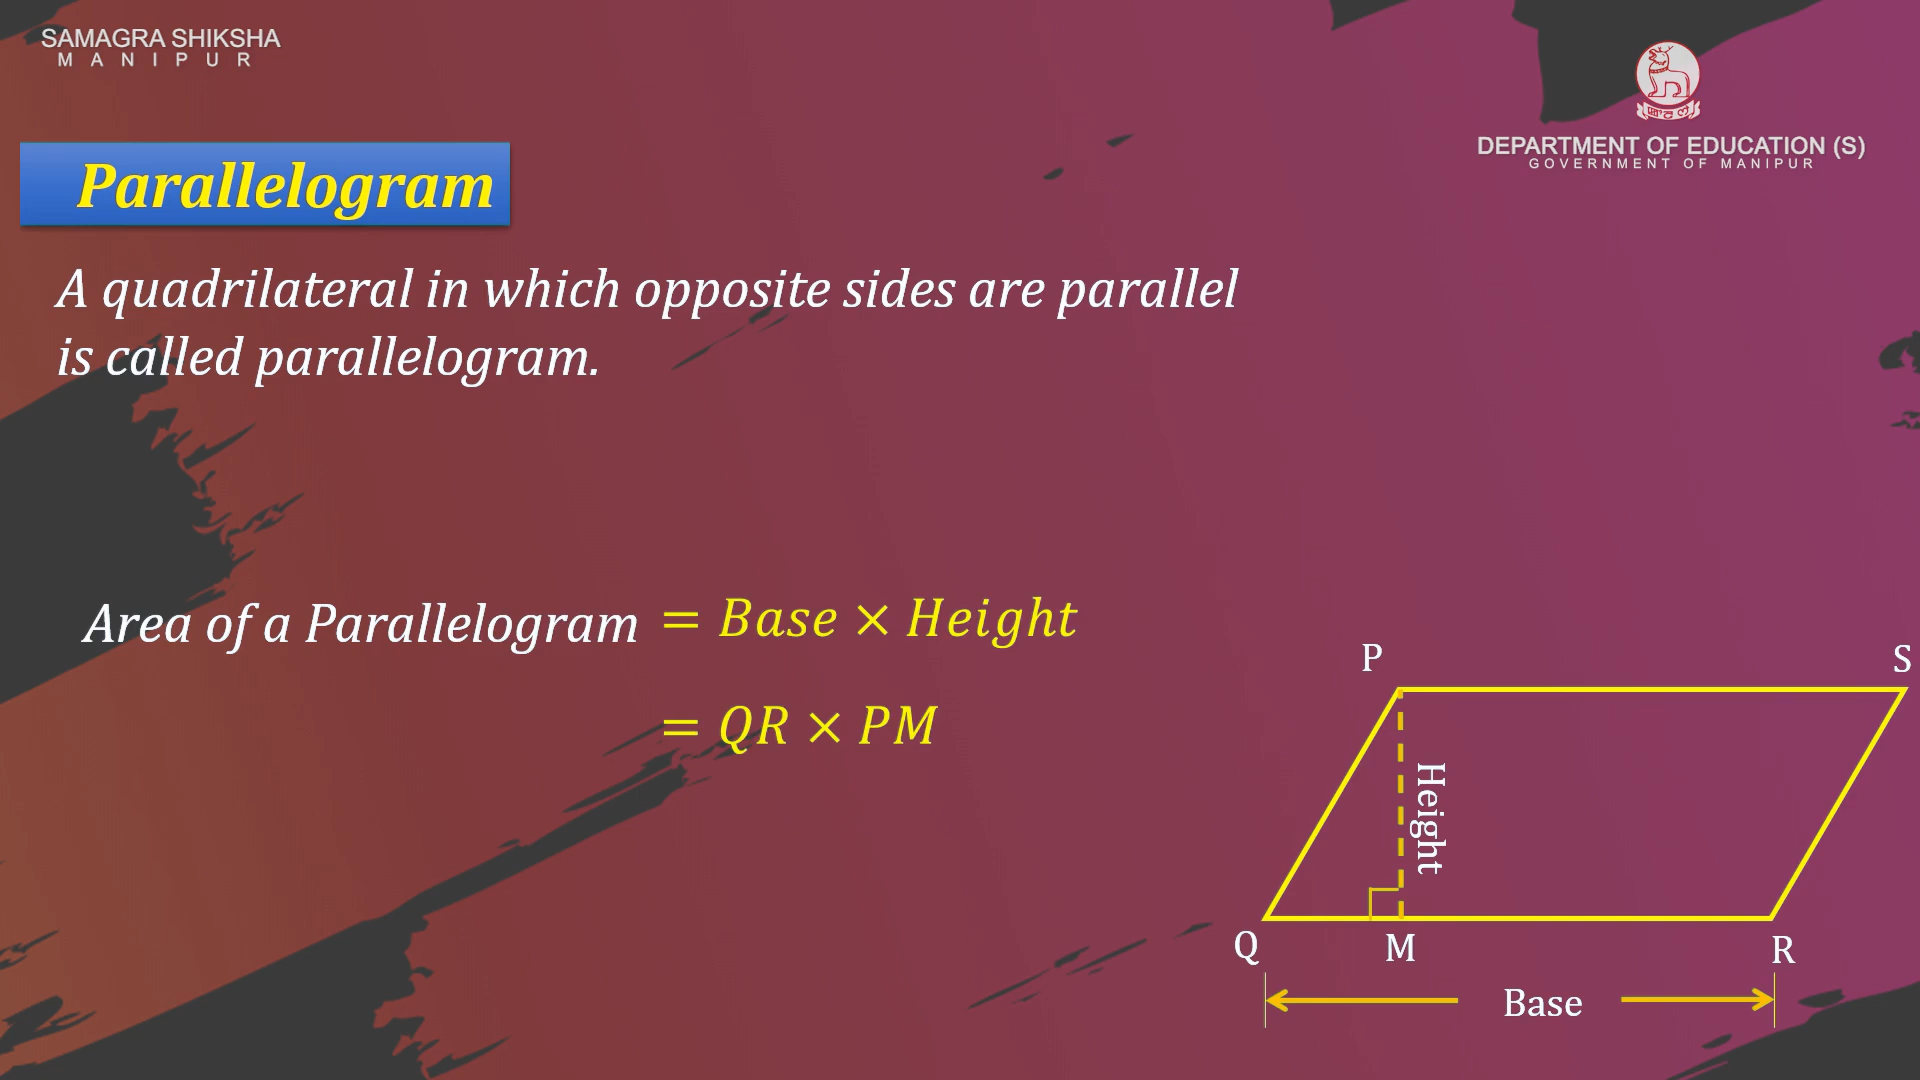 SAMAGRA SHIKSHA
MANIPUR
DEPARTMENT OF EDUCATION (S)
GOVERNMENT OF MANIPUR
Parallelogram
A quadrilateral in which opposite sides are parallel
is called parallelogram.
Area of a Parallelogram = Base × Height
= QR × PM
P
S
Height
Q
M
R
Base